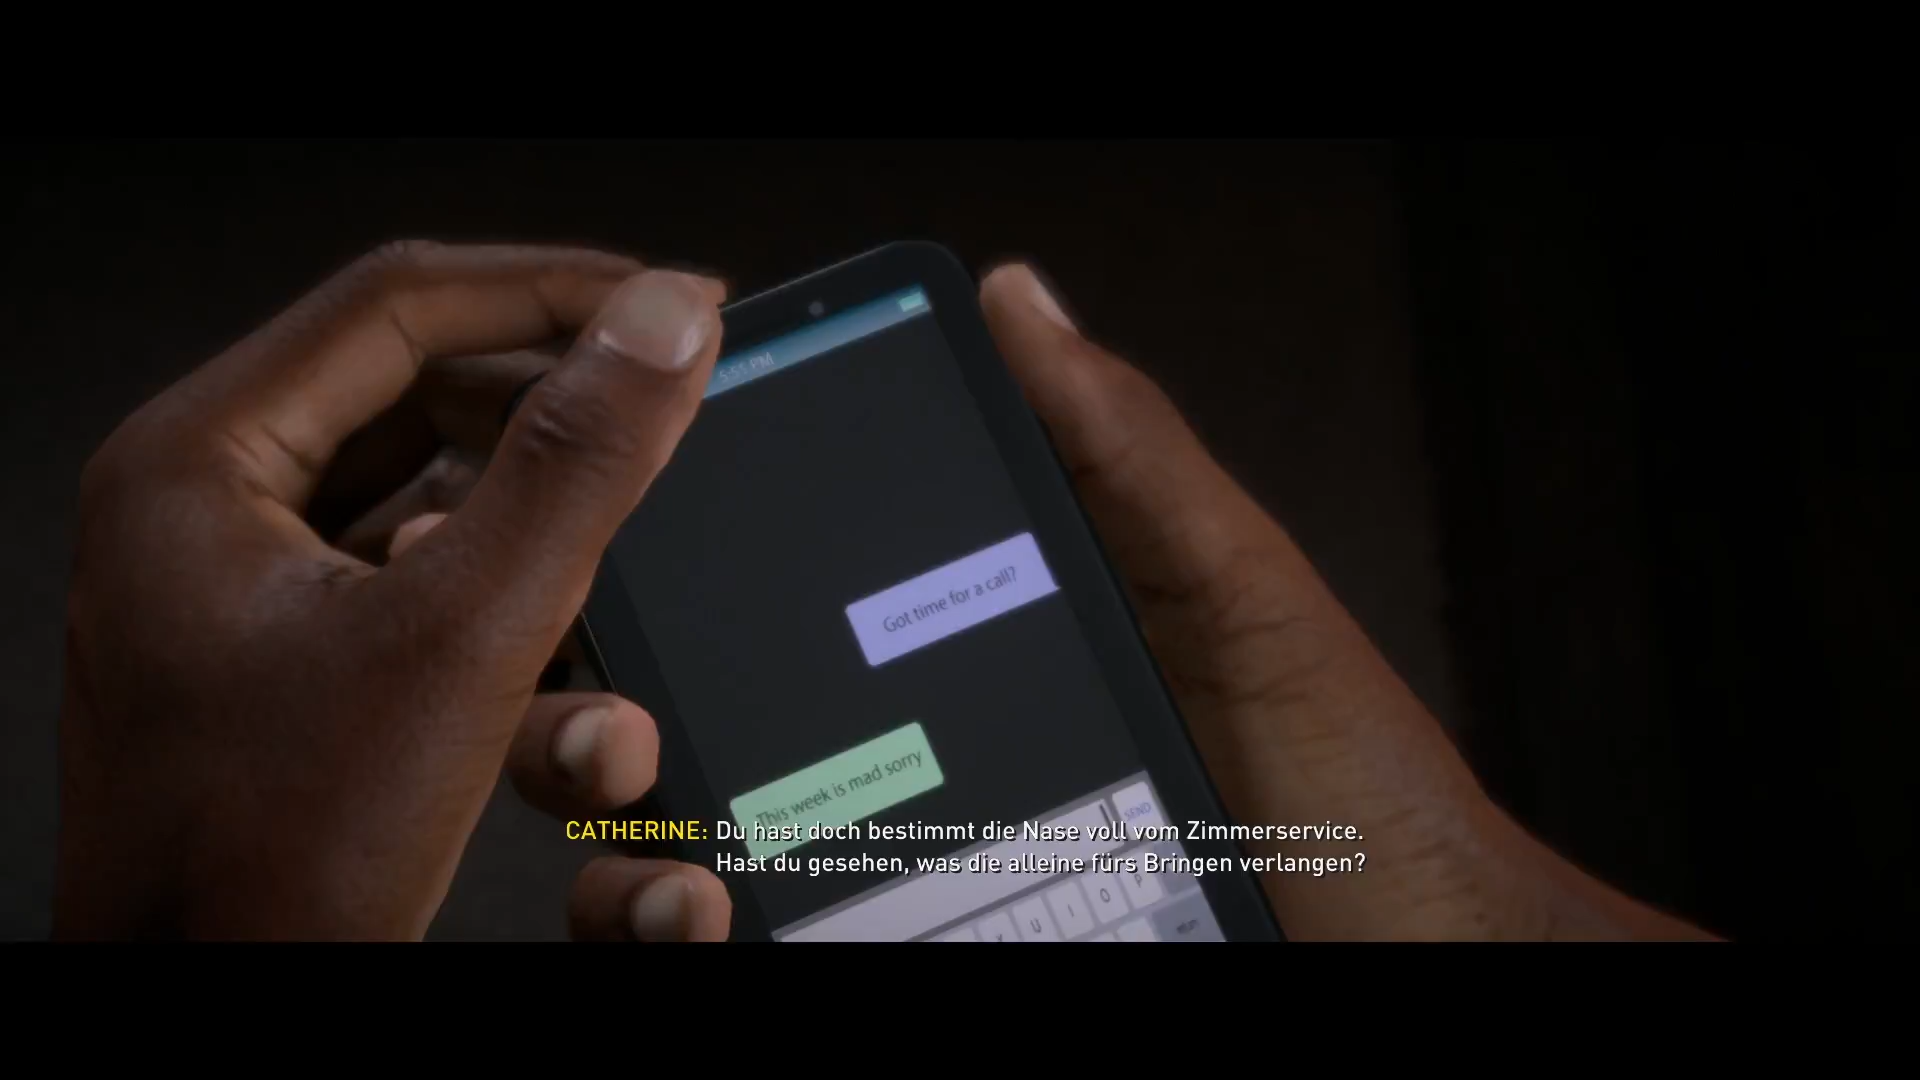 5:51 PM
Got time for a call?
This week is mad sorry
SEND
CATHERINE: Du hast doch bestimmt die Nase voll vom Zimmerservice.
Hast du gesehen, was die alleine fürs Bringen verlangen?
U I O P
return